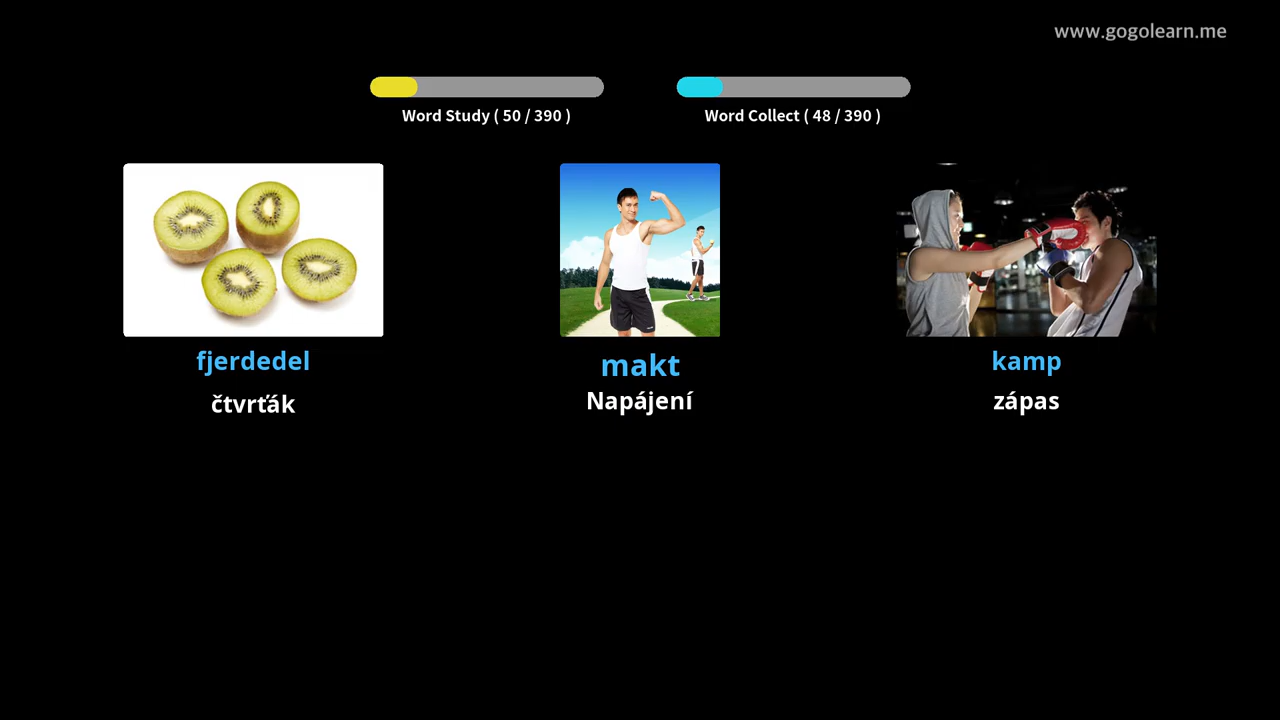 www.gogolearn.me
Word Study ( 50 / 390 )
Word Collect ( 48 / 390 )
fjerdedel
čtvrťák
makt
Napájení
kamp
zápas